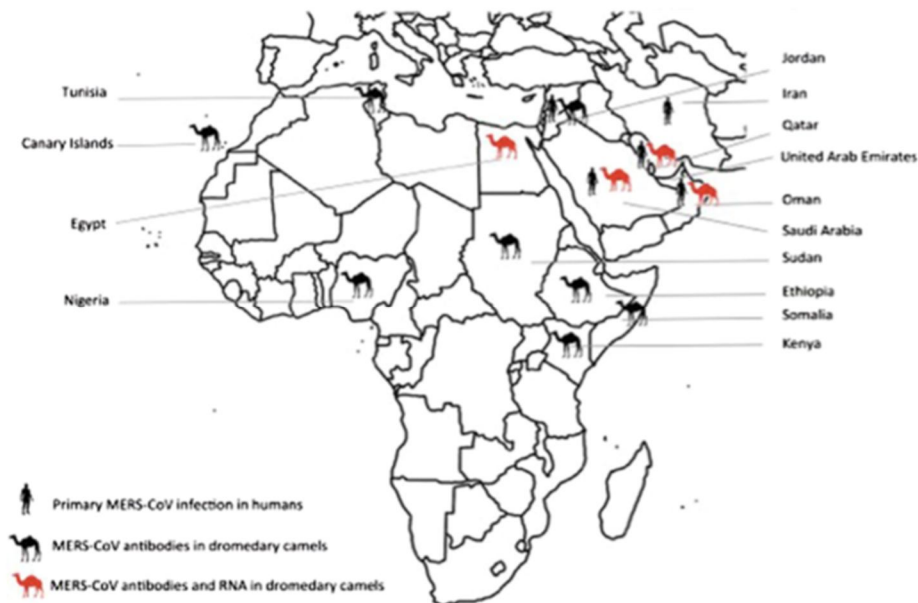 Jordan
Tunisia
Iran
Qatar
Canary Islands
United Arab Emirates
Oman
Egypt
Saudi Arabia
Sudan
Nigeria
Ethiopia
Somalia
Kenya
Primary MERS-CoV infection in humans
MERS-CoV antibodies in dromedary camels
MERS-CoV antibodies and RNA in dromedary camels